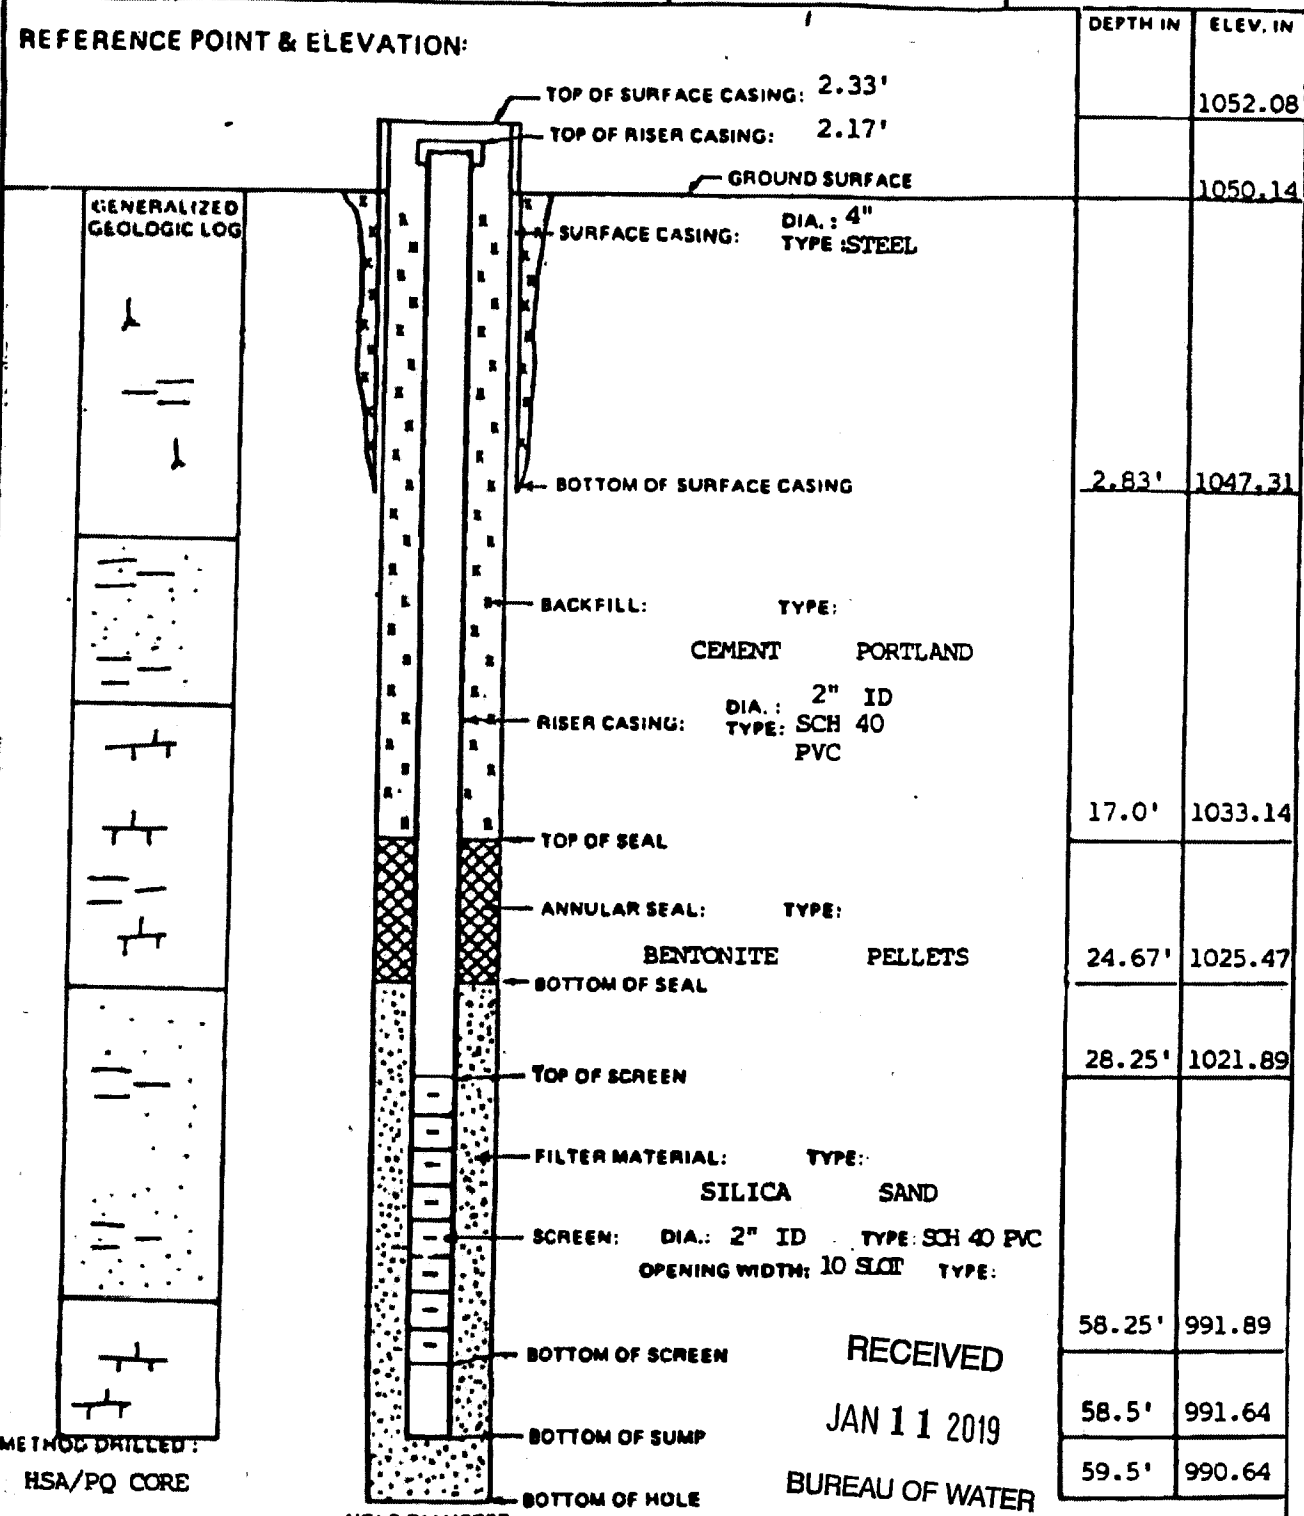 DEPTH IN ELEV. IN
REFERENCE POINT & ELEVATION:
TOP OF SURFACE CASING: 2.33'
1052.08
TOP OF RISER CASING: 2.17'
GROUND SURFACE
1050.14
GENERALIZED
GEOLOGIC LOG
SURFACE CASING: DIA.: 4"
TYPE: STEEL
BOTTOM OF SURFACE CASING 2.83' 1047.31
BACKFILL: TYPE:
CEMENT PORTLAND
RISER CASING: DIA.: 2" ID
TYPE: SCH 40
PVC
17.0' 1033.14
TOP OF SEAL
ANNULAR SEAL: TYPE:
BENTONITE PELLETS 24.67' 1025.47
BOTTOM OF SEAL
28.25' 1021.89
TOP OF SCREEN
FILTER MATERIAL: TYPE:
SILICA SAND
SCREEN: DIA.: 2" ID TYPE: SCH 40 PVC
OPENING WIDTH: 10 SLOT TYPE:
58.25' 991.89
BOTTOM OF SCREEN RECEIVED
JAN 11 2019 58.5' 991.64
BOTTOM OF SUMP
METHOD DRILLED:
HSA/PQ CORE 59.5' 990.64
BUREAU OF WATER
BOTTOM OF HOLE